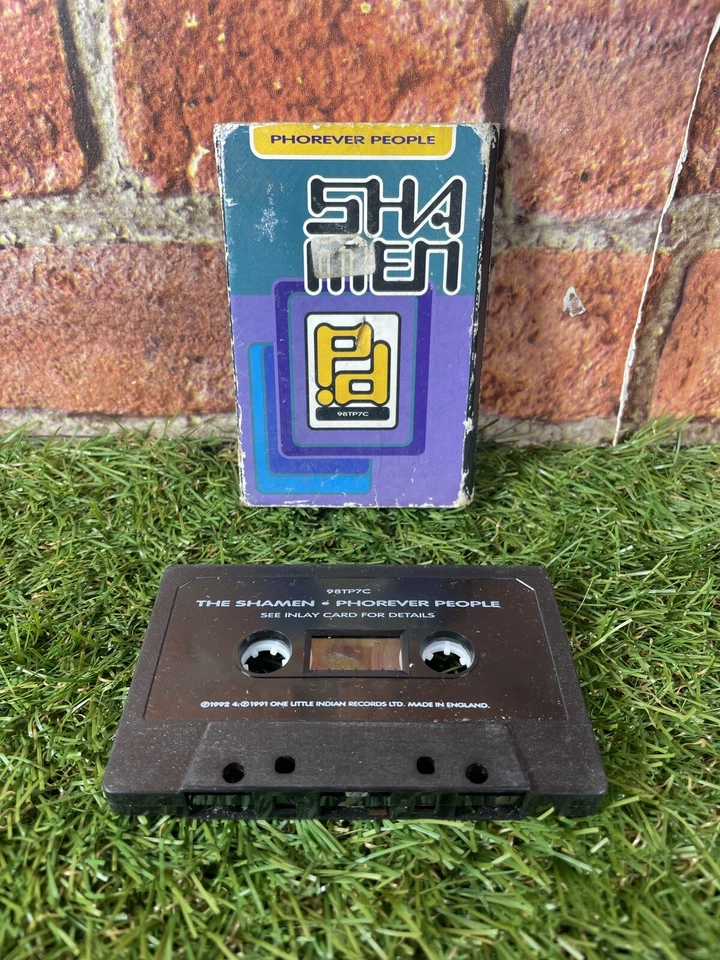 PHOREVER PEOPLE
SHA
MEN
98TP7C
98TP7C
THE SHAMEN • PHOREVER PEOPLE
SEE INLAY CARD FOR DETAILS
℗1992 4:℗1991 ONE LITTLE INDIAN RECORDS LTD. MADE IN ENGLAND.